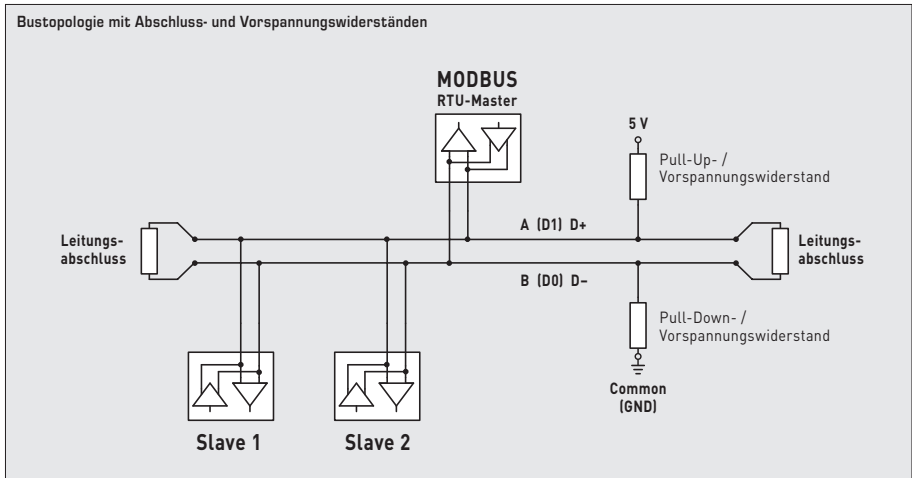 Bustopologie mit Abschluss- und Vorspannungswiderständen
MODBUS
RTU-Master
5 V
Pull-Up- /
Vorspannungswiderstand
A (D1) D+
Leitungs-
abschluss
Leitungs-
abschluss
B (D0) D–
Pull-Down- /
Vorspannungswiderstand
Common
(GND)
Slave 1
Slave 2